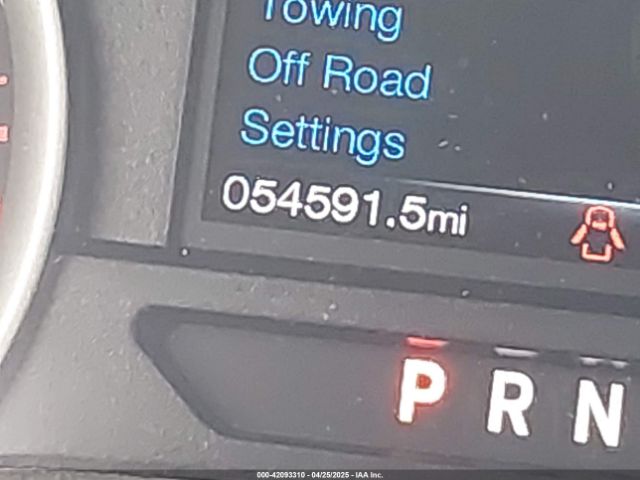 Towing
Off Road
Settings
054591.5mi
P R N
000-42093310 - 04/25/2025 - IAA Inc.